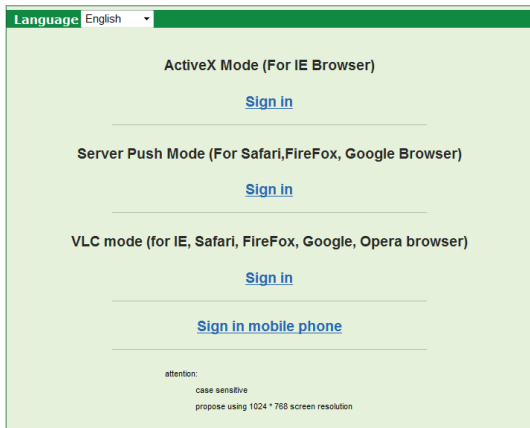 Language English
ActiveX Mode (For IE Browser)
Sign in
Server Push Mode (For Safari,FireFox, Google Browser)
Sign in
VLC mode (for IE, Safari, FireFox, Google, Opera browser)
Sign in
Sign in mobile phone
attention:
case sensitive
propose using 1024 * 768 screen resolution